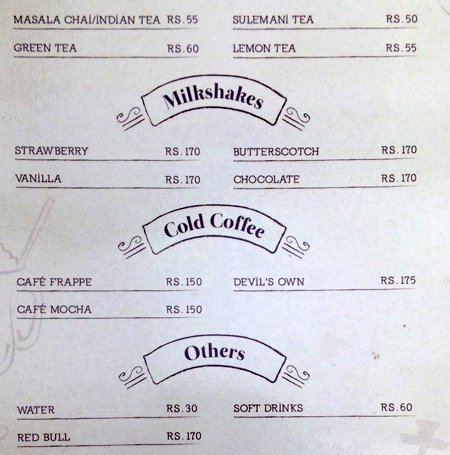 MASALA CHAI/INDIAN TEA RS.55 SULEMANI TEA RS.50
GREEN TEA RS.60 LEMON TEA RS.55
Milkshakes
STRAWBERRY RS.170 BUTTERSCOTCH RS.170
VANILLA RS.170 CHOCOLATE RS.170
Cold Coffee
CAFÉ FRAPPE RS.150 DEVIL'S OWN RS.175
CAFÉ MOCHA RS.150
Others
WATER RS.30 SOFT DRINKS RS.60
RED BULL RS.170